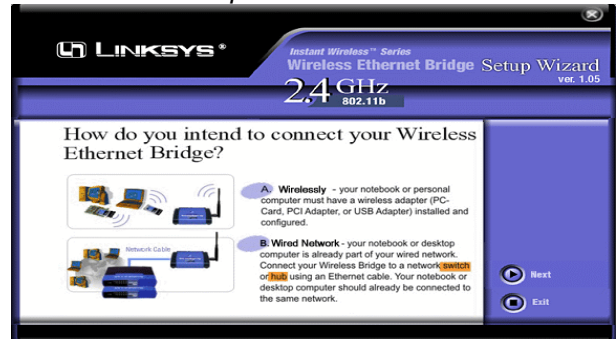 LINKSYS®
Instant Wireless™ Series
Wireless Ethernet Bridge Setup Wizard
ver. 1.05
2.4 GHz
802.11b
How do you intend to connect your Wireless
Ethernet Bridge?
A. Wirelessly - your notebook or personal
computer must have a wireless adapter (PC-
Card, PCI Adapter, or USB Adapter) installed and
configured.
Network Cable
B. Wired Network - your notebook or desktop
computer is already part of your wired network.
Connect your Wireless Bridge to a network switch
or hub using an Ethernet cable. Your notebook or
desktop computer should already be connected to
the same network.
Next
Exit